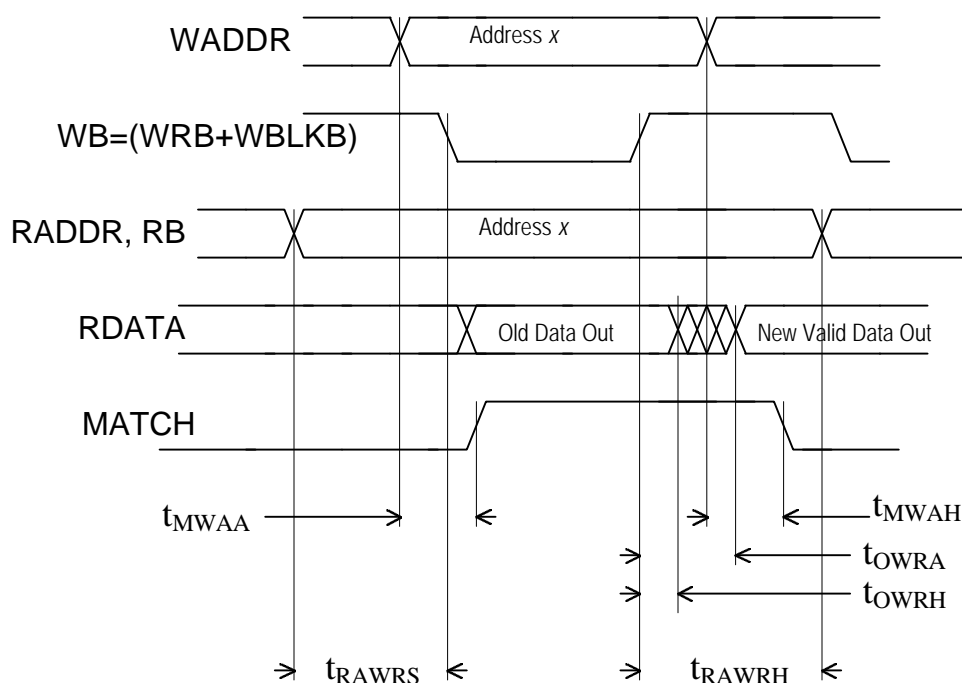 WADDR
Address x
WB=(WRB+WBLKB)
RADDR, RB
Address x
RDATA
Old Data Out
New Valid Data Out
MATCH
tMWAA
tMWAH
tOWRA
tOWRH
tRAWRS
tRAWRH